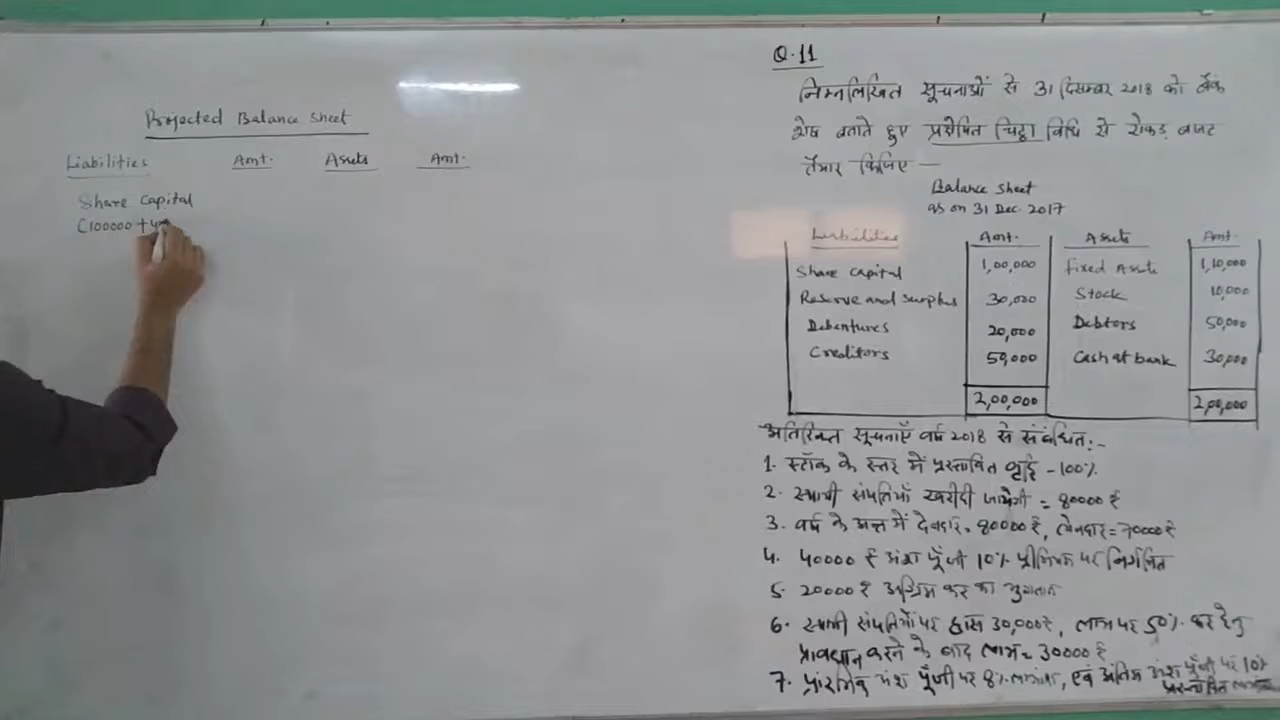 Projected Balance Sheet
Liabilities Amt. Assets Amt.
Share Capital
(100000 + 4
Q.11
निम्नलिखित सूचनाओं से 31 दिसम्बर 2018 को बैंक
शेष बताते हुए प्रक्षेपित चिट्ठा विधि से रोकड़ बजट
तैयार किजिए —
Balance Sheet
as on 31 Dec. 2017
Liabilities Amt. Assets Amt.
Share Capital 1,00,000 Fixed Assets 1,10,000
Reserve and surplus 30,000 Stock 10,000
Debentures 20,000 Debtors 50,000
Creditors 50,000 Cash at bank 30,000
2,00,000 2,00,000
अतिरिक्त सूचनाएँ वर्ष 2018 से संबंधित:-
1. स्टॉक के स्तर में प्रस्तावित वृद्धि - 100%
2. स्थायी संपतियाँ खरीदी जायेगी = 80000 ₹
3. वर्ष के अन्त में देनदार = 80000 ₹, लेनदार = 70000 ₹
4. 40000 ₹ अंश पूँजी 10% प्रीमियम पर निर्गमित
5. 20000 ₹ अग्रिम कर का भुगतान
6. स्थायी संपतियों पर ह्रास 30,000 ₹, लाभ पर 50% कर हेतु
प्रावधान करने के बाद लाभ = 30000 ₹
7. प्रारंभिक अंश पूँजी पर 8% लाभांश, एवं अंतिम अंश पूँजी पर 10%
प्रस्तावित लाभांश